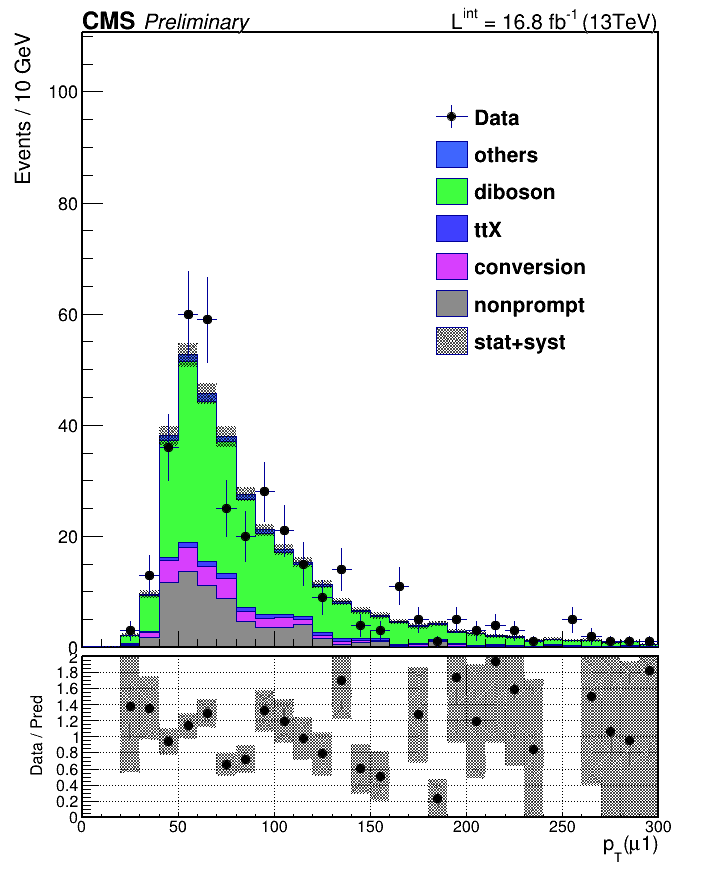 CMS Preliminary
L^int = 16.8 fb^-1 (13TeV)
Events / 10 GeV
100
80
60
40
20
0
Data
others
diboson
ttX
conversion
nonprompt
stat+syst
Data / Pred
2
1.8
1.6
1.4
1.2
1
0.8
0.6
0.4
0.2
0
0 50 100 150 200 250 300
p_T(μ1)